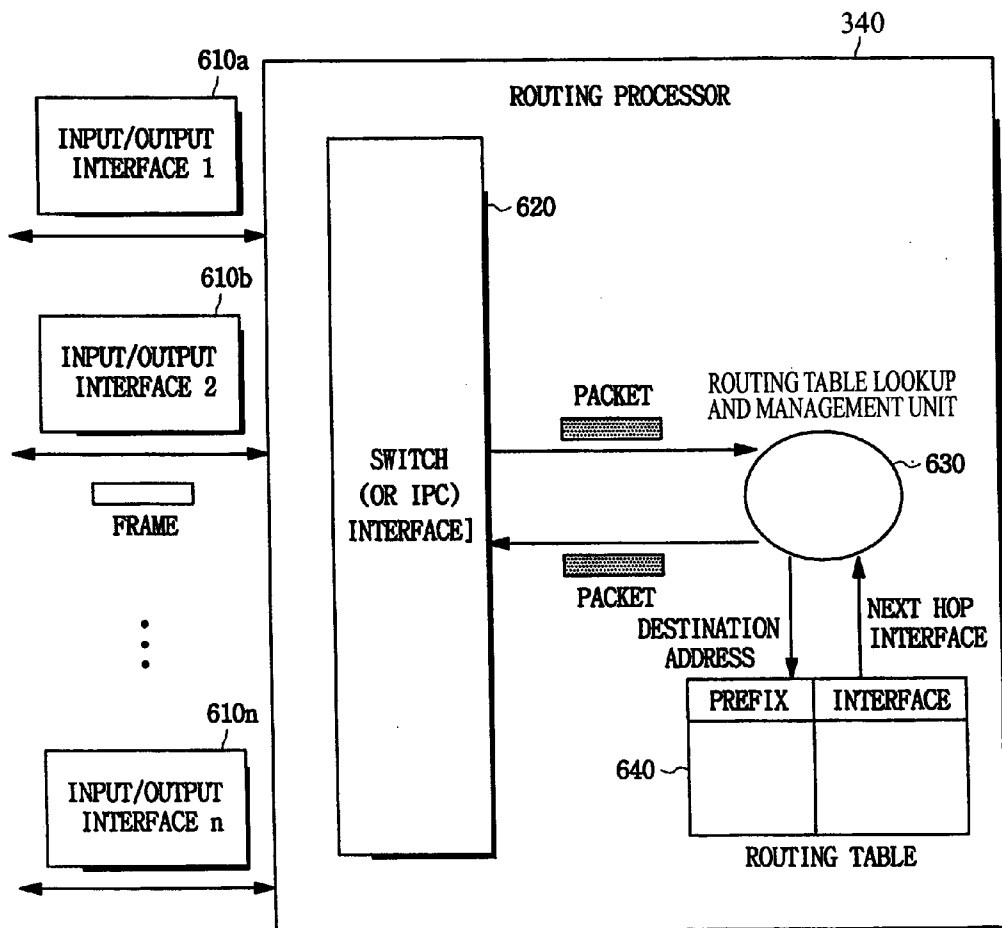 340
610a
ROUTING PROCESSOR
INPUT/OUTPUT
INTERFACE 1
620
610b
INPUT/OUTPUT
INTERFACE 2
ROUTING TABLE LOOKUP
AND MANAGEMENT UNIT
PACKET
630
SWITCH
(OR IPC)
INTERFACE]
FRAME
PACKET
NEXT HOP
INTERFACE
DESTINATION
ADDRESS
PREFIX
INTERFACE
610n
640
INPUT/OUTPUT
INTERFACE n
ROUTING TABLE